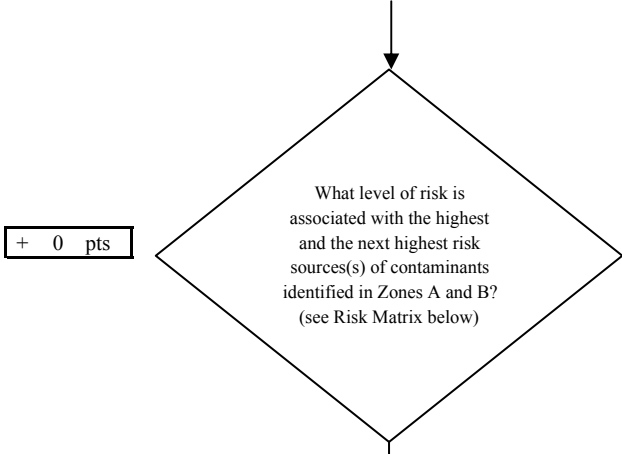 What level of risk is
associated with the highest
and the next highest risk
sources(s) of contaminants
identified in Zones A and B?
(see Risk Matrix below)
+ 0 pts